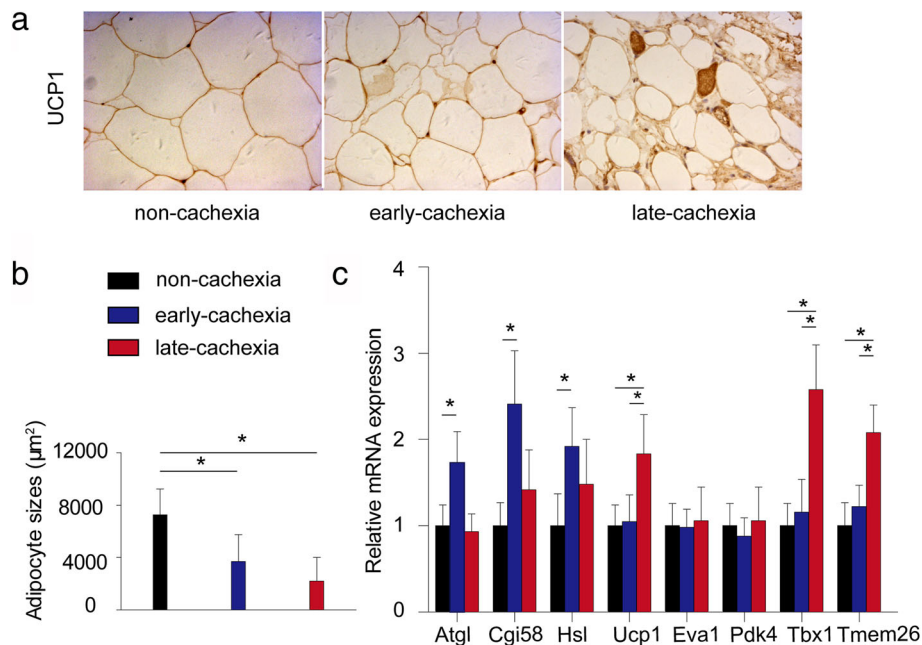 a
UCP1
non-cachexia early-cachexia late-cachexia
b
non-cachexia
early-cachexia
late-cachexia
Adipocyte sizes (µm²)
12000
8000
4000
0
*
*
c
Relative mRNA expression
4
3
2
1
0
* * * * * * * * *
Atgl Cgi58 Hsl Ucp1 Eva1 Pdk4 Tbx1 Tmem26